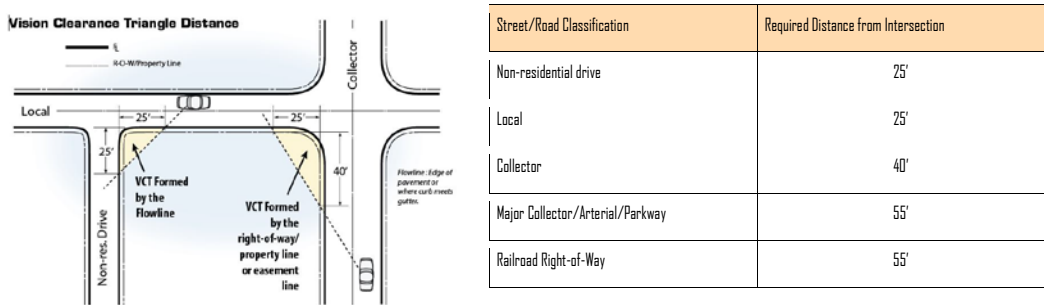 Vision Clearance Triangle Distance
R-O-W/Property Line
Collector
Local
25'
25'
25'
40'
VCT Formed
by the
Flowline
VCT Formed
by the
right-of-way/
property line
or easement
line
Flowline: Edge of
pavement or
where curb meets
gutter.
Non-res. Drive
Street/Road Classification
Required Distance from Intersection
Non-residential drive
25'
Local
25'
Collector
40'
Major Collector/Arterial/Parkway
55'
Railroad Right-of-Way
55'